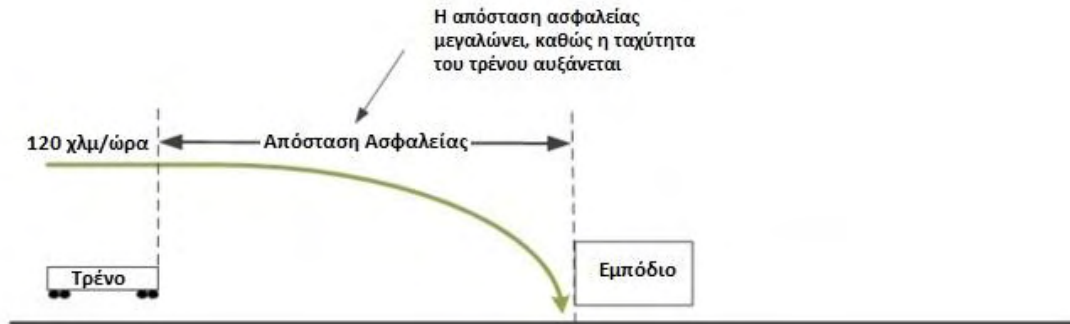 Η απόσταση ασφαλείας
μεγαλώνει, καθώς η ταχύτητα
του τρένου αυξάνεται
120 χλμ/ώρα
Απόσταση Ασφαλείας
Τρένο
Εμπόδιο